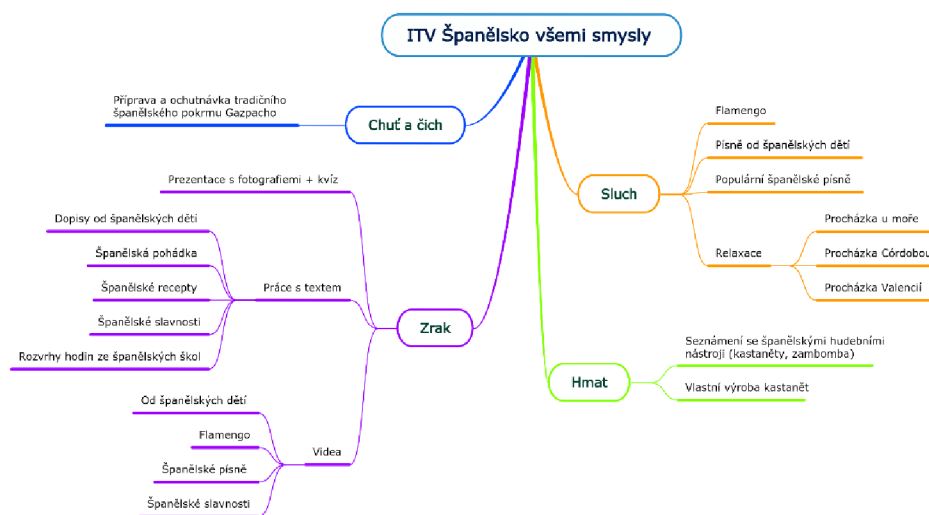 ITV Španělsko všemi smysly
Příprava a ochutnávka tradičního
španělského pokrmu Gazpacho
Chuť a čich
Prezentace s fotografiemi + kvíz
Dopisy od španělských dětí
Španělská pohádka
Španělské recepty
Španělské slavnosti
Rozvrhy hodin ze španělských škol
Práce s textem
Zrak
Od španělských dětí
Flamengo
Španělské písně
Španělské slavnosti
Videa
Sluch
Flamengo
Písně od španělských dětí
Populární španělské písně
Relaxace
Procházka u moře
Procházka Córdobou
Procházka Valencií
Hmat
Seznámení se španělskými hudebními
nástroji (kastaněty, zambomba)
Vlastní výroba kastanět